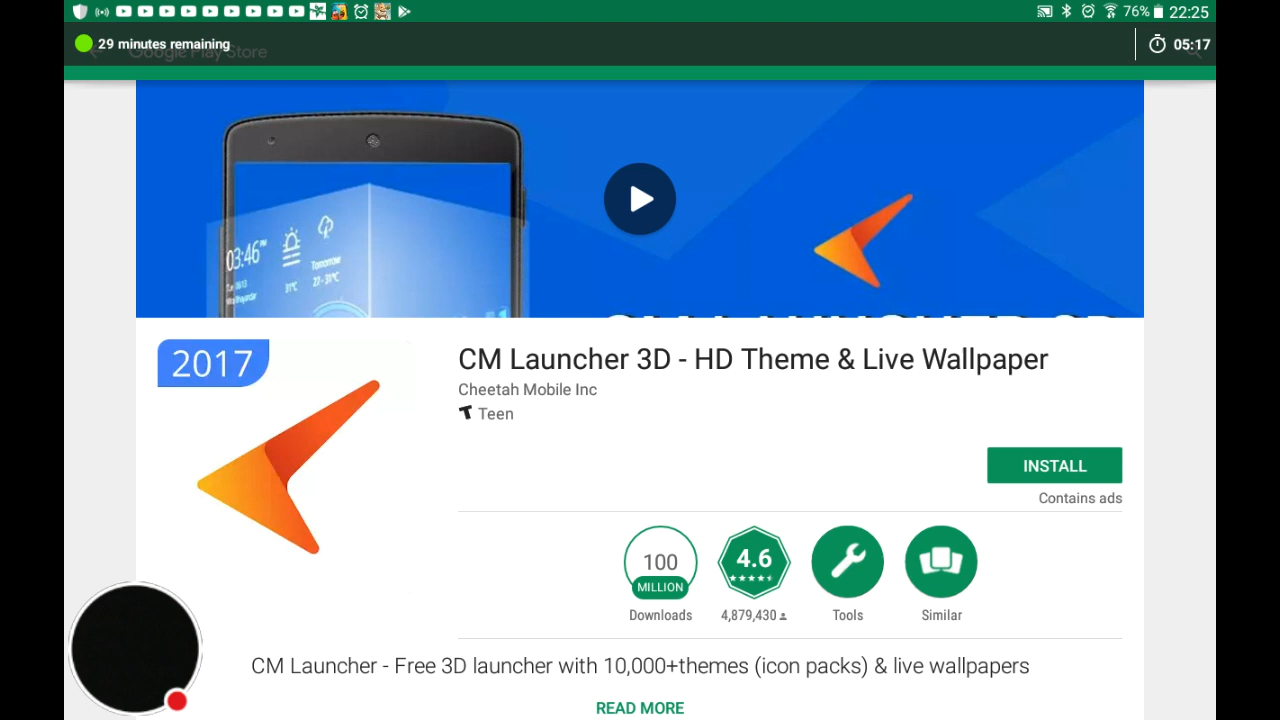 76% 22:25
29 minutes remaining
Google Play Store
05:17
03:46
Tomorrow
31°C
CM Launcher 3D - HD Theme & Live Wallpaper
2017
Cheetah Mobile Inc
Teen
INSTALL
Contains ads
100
MILLION
4.6
Downloads
4,879,430
Tools
Similar
CM Launcher - Free 3D launcher with 10,000+themes (icon packs) & live wallpapers
READ MORE